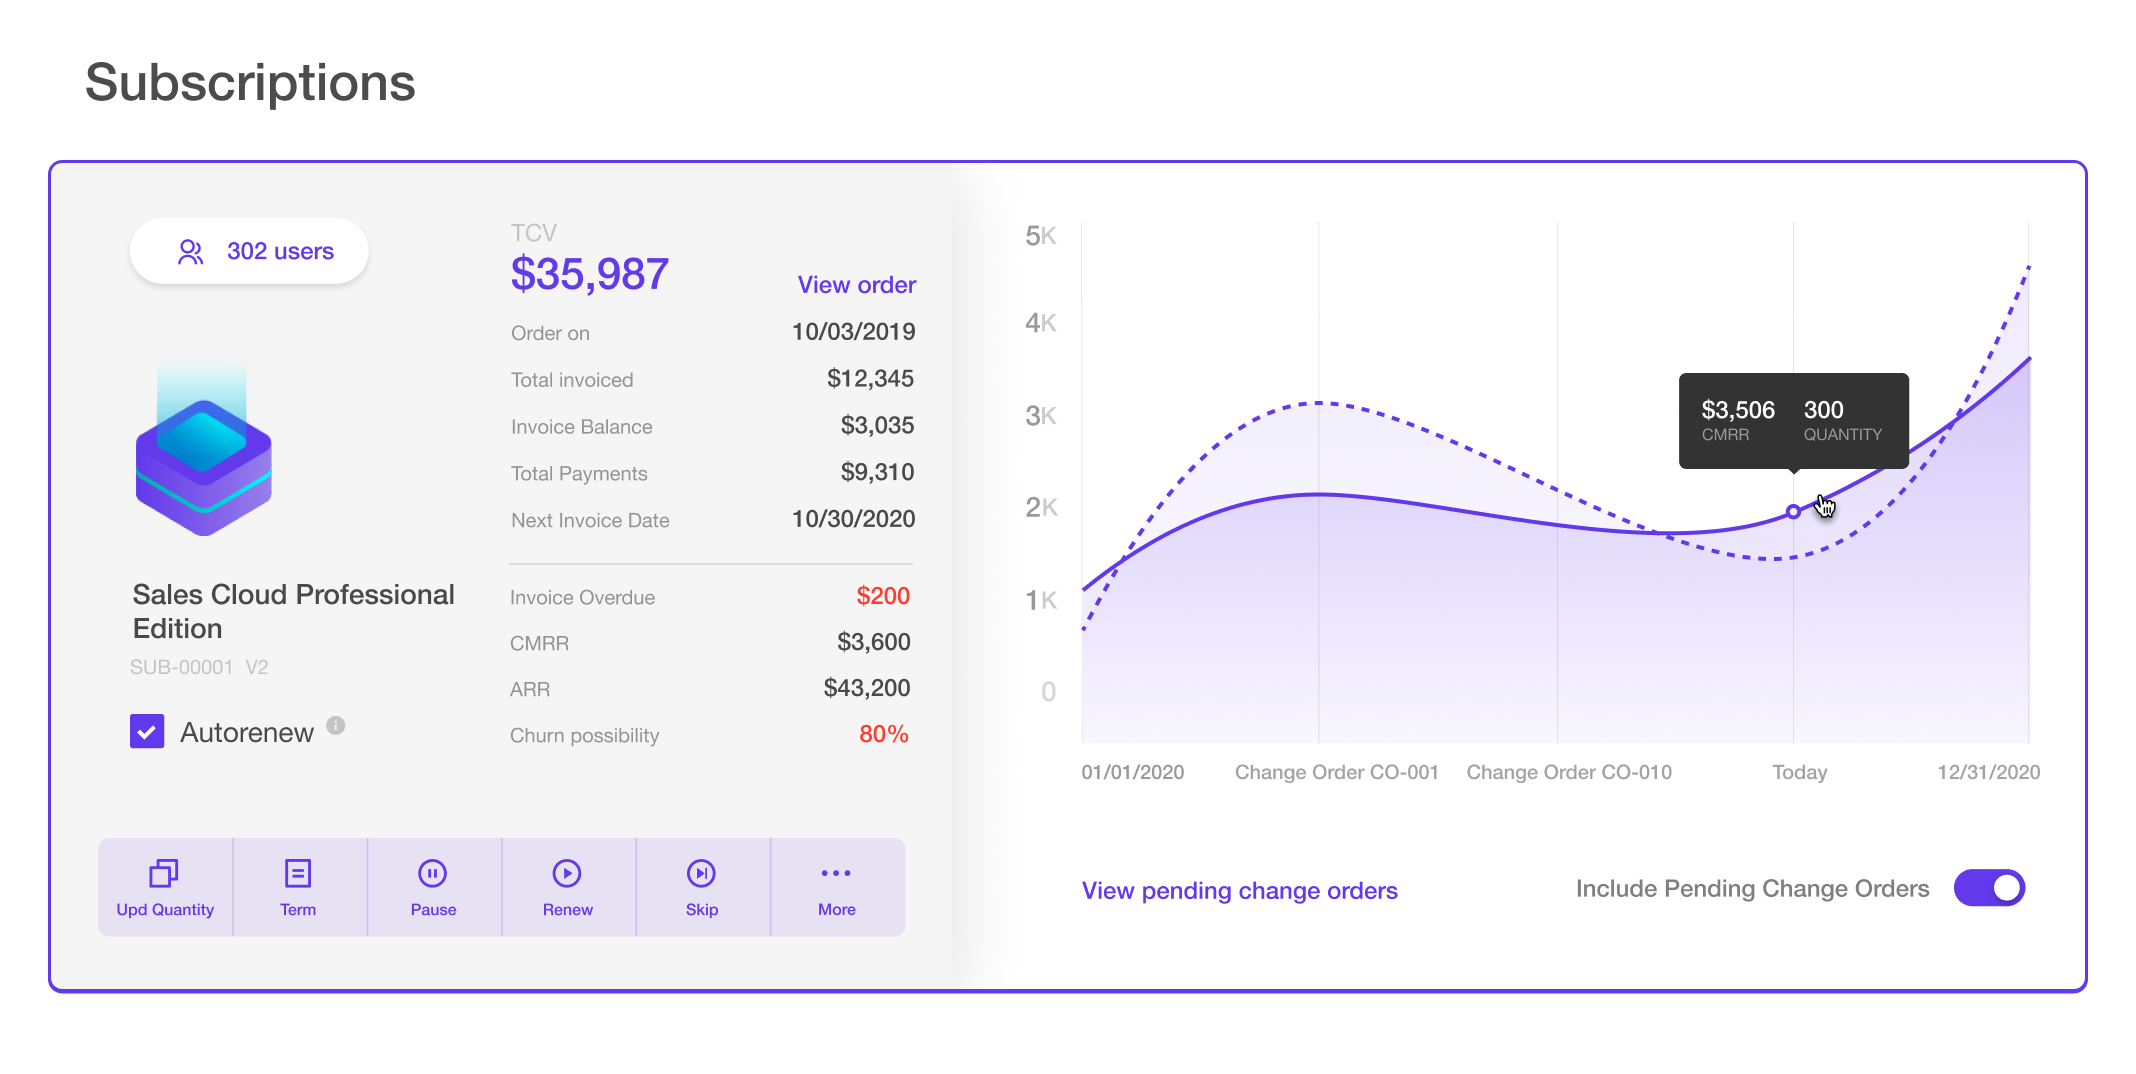 Subscriptions
302 users
TCV
$35,987
View order
Order on 10/03/2019
Total invoiced $12,345
Invoice Balance $3,035
Total Payments $9,310
Next Invoice Date 10/30/2020
Invoice Overdue $200
CMRR $3,600
ARR $43,200
Churn possibility 80%
Sales Cloud Professional
Edition
SUB-00001 V2
Autorenew
Upd Quantity Term Pause Renew Skip More
5K
4K
3K
2K
1K
0
$3,506 300
CMRR QUANTITY
01/01/2020 Change Order CO-001 Change Order CO-010 Today 12/31/2020
View pending change orders
Include Pending Change Orders